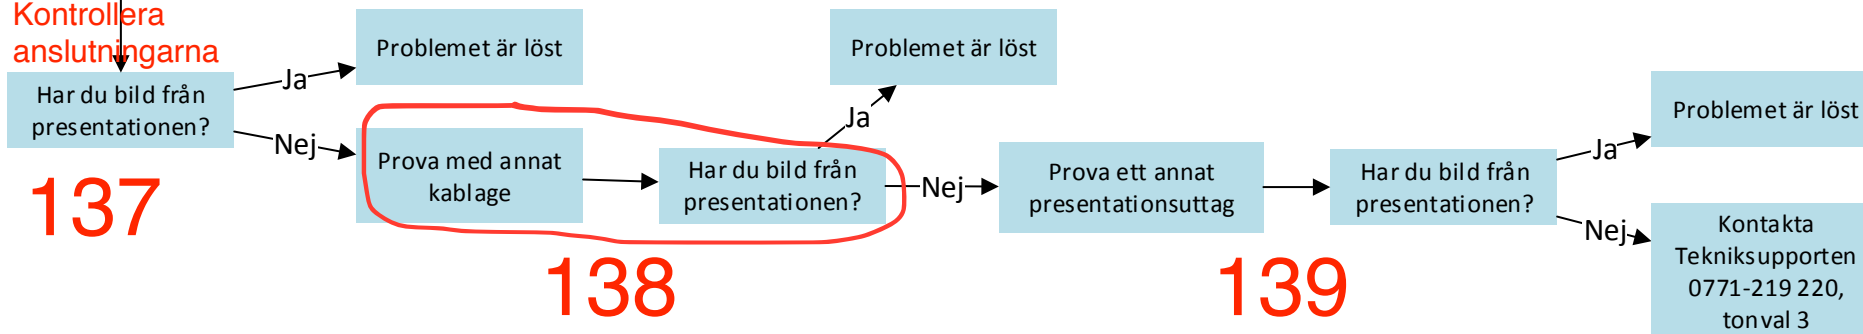 Kontrollera
anslutningarna
Har du bild från
presentationen?
137
Ja
Problemet är löst
Nej
Prova med annat
kablage
Har du bild från
presentationen?
138
Ja
Problemet är löst
Nej
Prova ett annat
presentationsuttag
139
Har du bild från
presentationen?
Ja
Problemet är löst
Nej
Kontakta
Tekniksupporten
0771-219 220,
tonval 3